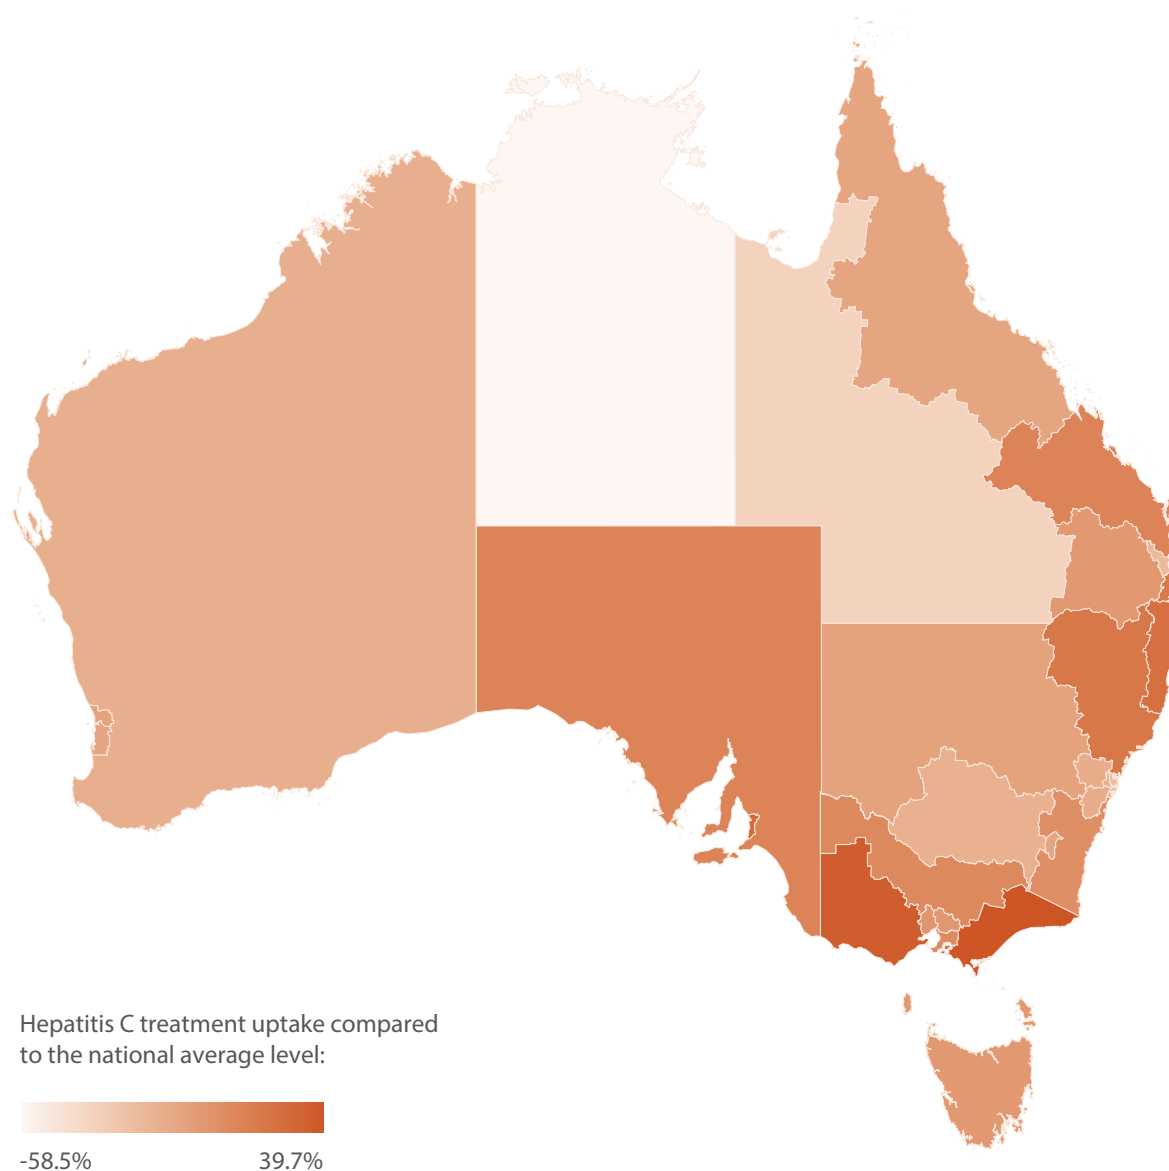 Hepatitis C treatment uptake compared
to the national average level:
-58.5% 39.7%